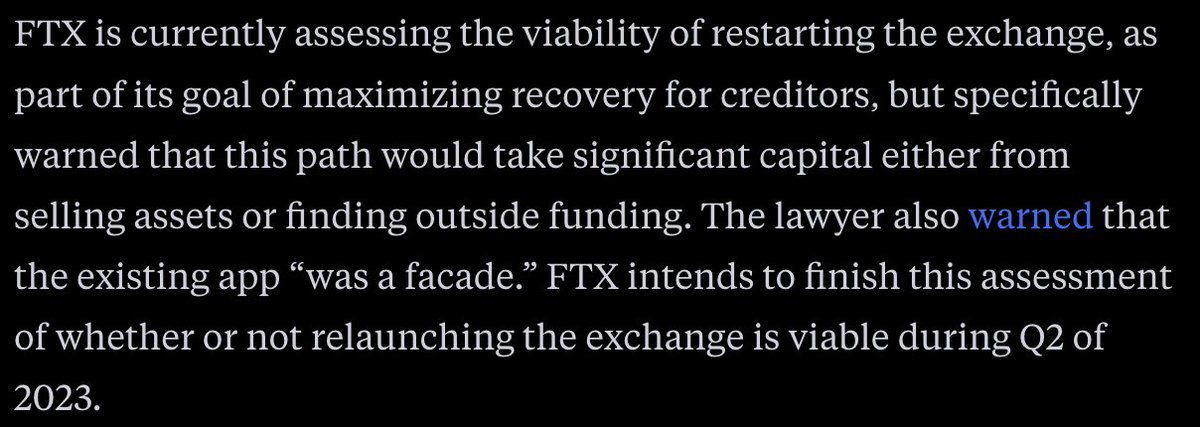 FTX is currently assessing the viability of restarting the exchange, as
part of its goal of maximizing recovery for creditors, but specifically
warned that this path would take significant capital either from
selling assets or finding outside funding. The lawyer also warned that
the existing app “was a facade.” FTX intends to finish this assessment
of whether or not relaunching the exchange is viable during Q2 of
2023.